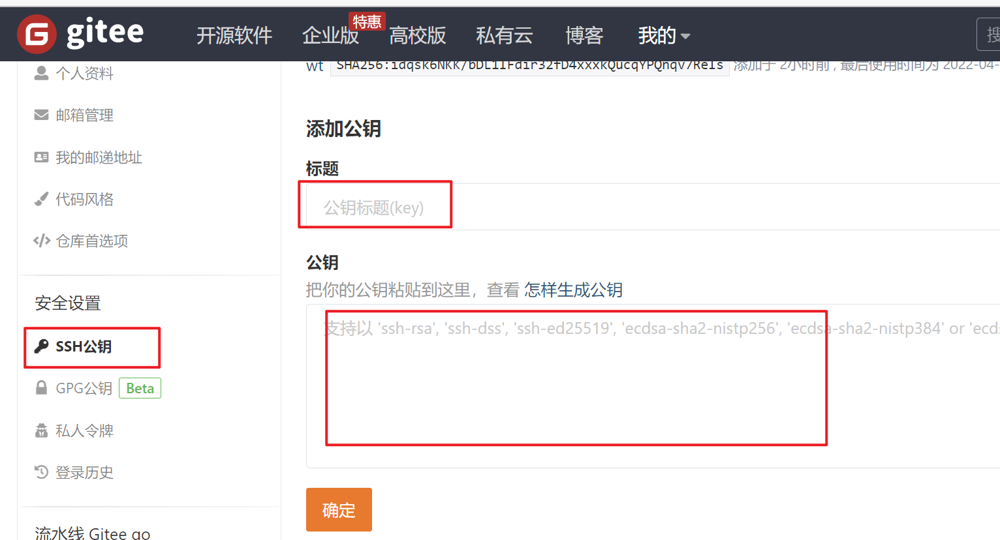 gitee 开源软件 企业版 特惠 高校版 私有云 博客 我的 搜
个人资料
邮箱管理
我的邮递地址
代码风格
仓库首选项
安全设置
SSH公钥
GPG公钥 Beta
私人令牌
登录历史
流水线 Gitee go
wt 添加于 2小时前 , 最后使用时间为 2022-04-
添加公钥
标题
公钥标题(key)
公钥
把你的公钥粘贴到这里，查看 怎样生成公钥
支持以 'ssh-rsa', 'ssh-dss', 'ssh-ed25519', 'ecdsa-sha2-nistp256', 'ecdsa-sha2-nistp384' or 'ecds
确定